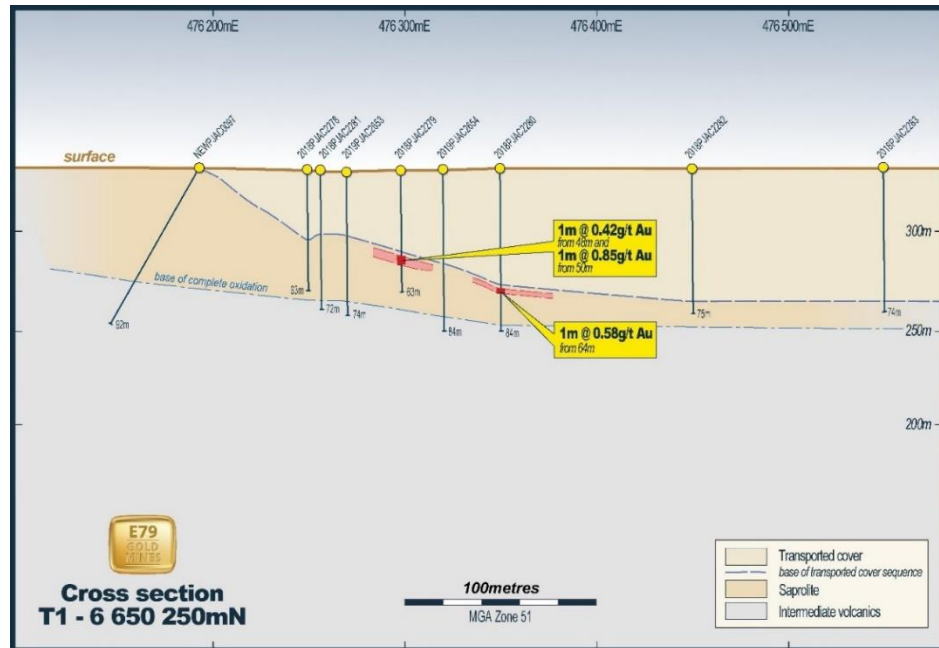 476 200mE
476 300mE
476 400mE
476 500mE
surface
NEWPJAC0097
2018PJAC2278
2018PJAC2281
2019PJAC2653
2018PJAC2279
2019PJAC2654
2018PJAC2280
2018PJAC2282
2018PJAC2283
300m
1m @ 0.42g/t Au
from 48m and
1m @ 0.85g/t Au
from 50m
base of complete oxidation
93m
72m
74m
63m
84m
84m
75m
74m
92m
250m
1m @ 0.58g/t Au
from 64m
200m
E79
GOLD
MINES
Cross section
T1 - 6 650 250mN
100metres
MGA Zone 51
Transported cover
base of transported cover sequence
Saprolite
Intermediate volcanics